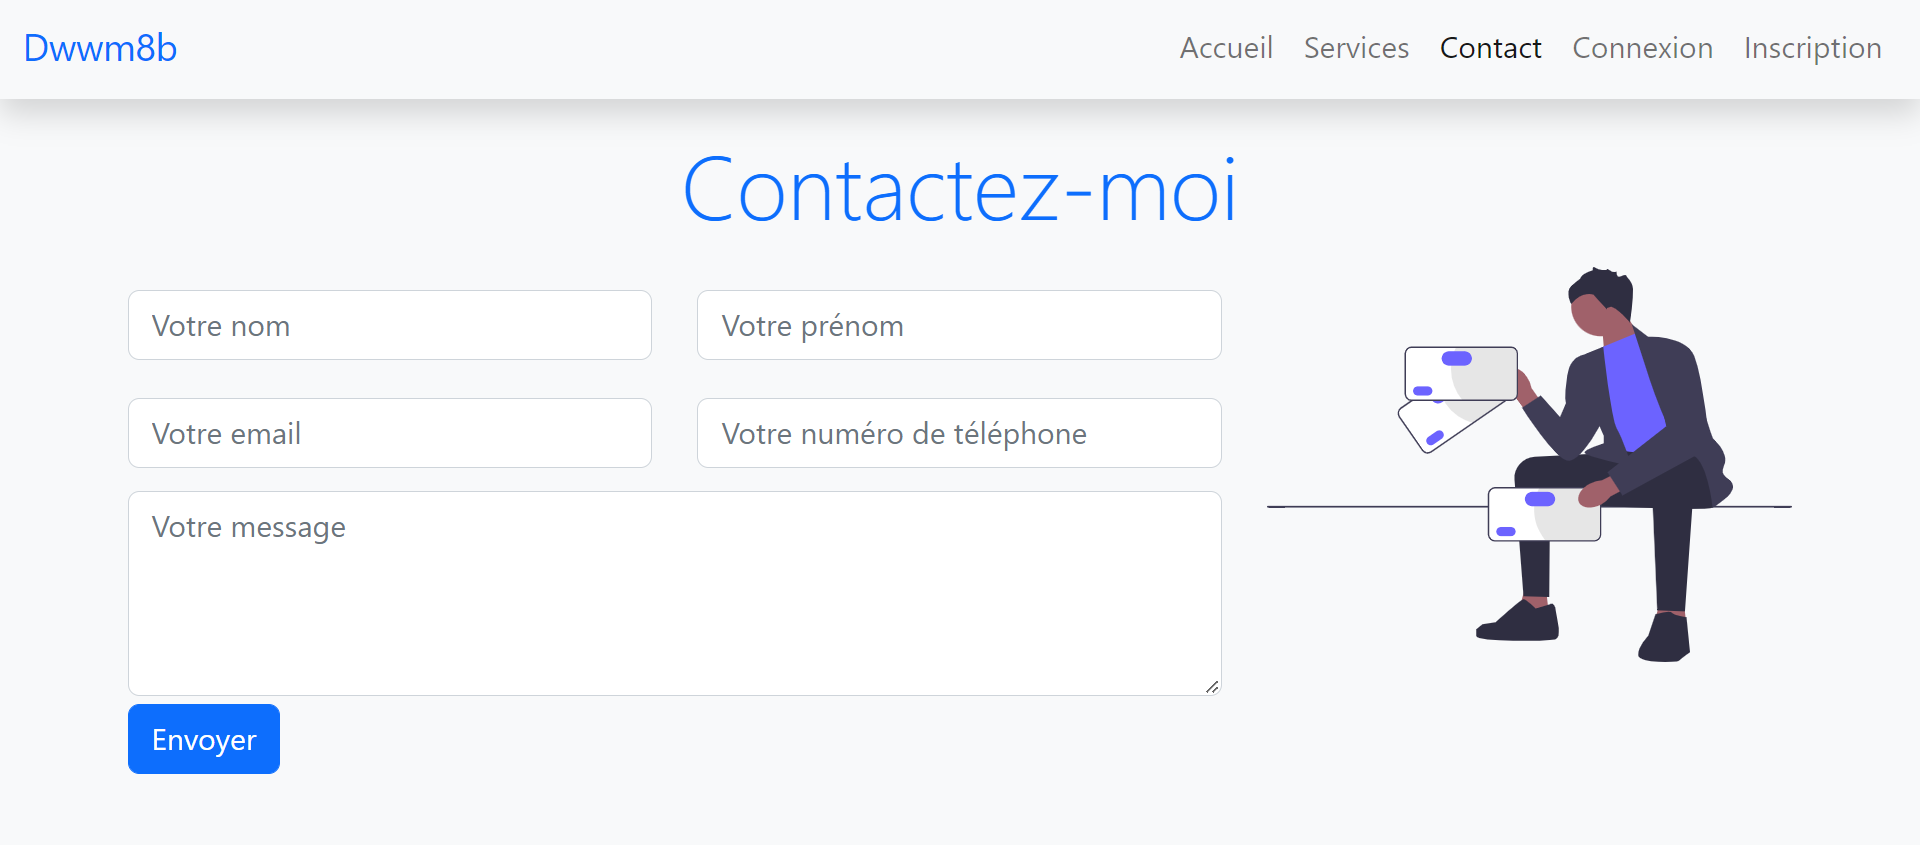 Dwwm8b Accueil Services Contact Connexion Inscription
Contactez-moi
Votre nom Votre prénom
Votre email Votre numéro de téléphone
Votre message
Envoyer